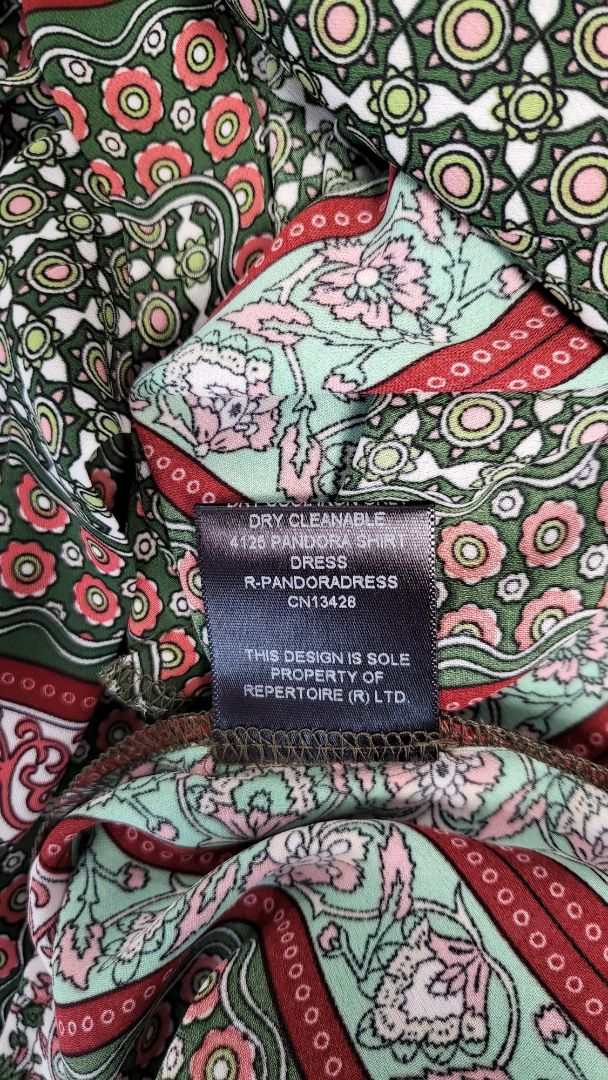 DRY CLEANABLE
4126 PANDORA SHIRT
DRESS
R-PANDORADRESS
CN13428
THIS DESIGN IS SOLE
PROPERTY OF
REPERTOIRE (R) LTD.